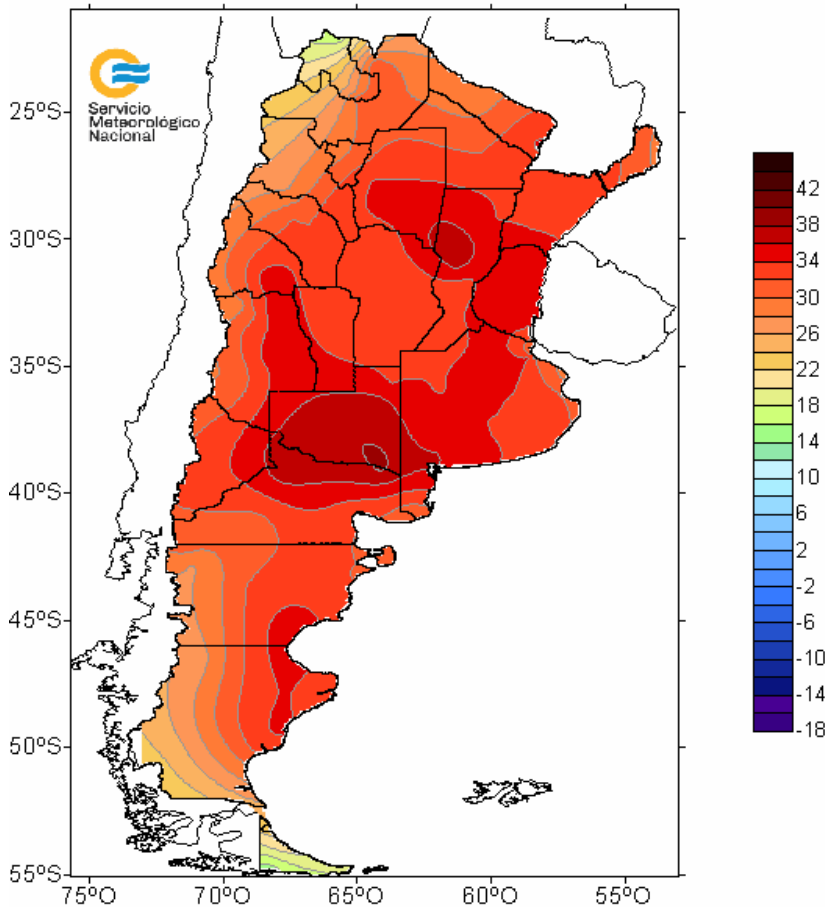 Servicio
Meteorológico
Nacional
25ºS
30ºS
35ºS
40ºS
45ºS
50ºS
55ºS
75ºO
70ºO
65ºO
60ºO
55ºO
42
38
34
30
26
22
18
14
10
6
2
-2
-6
-10
-14
-18